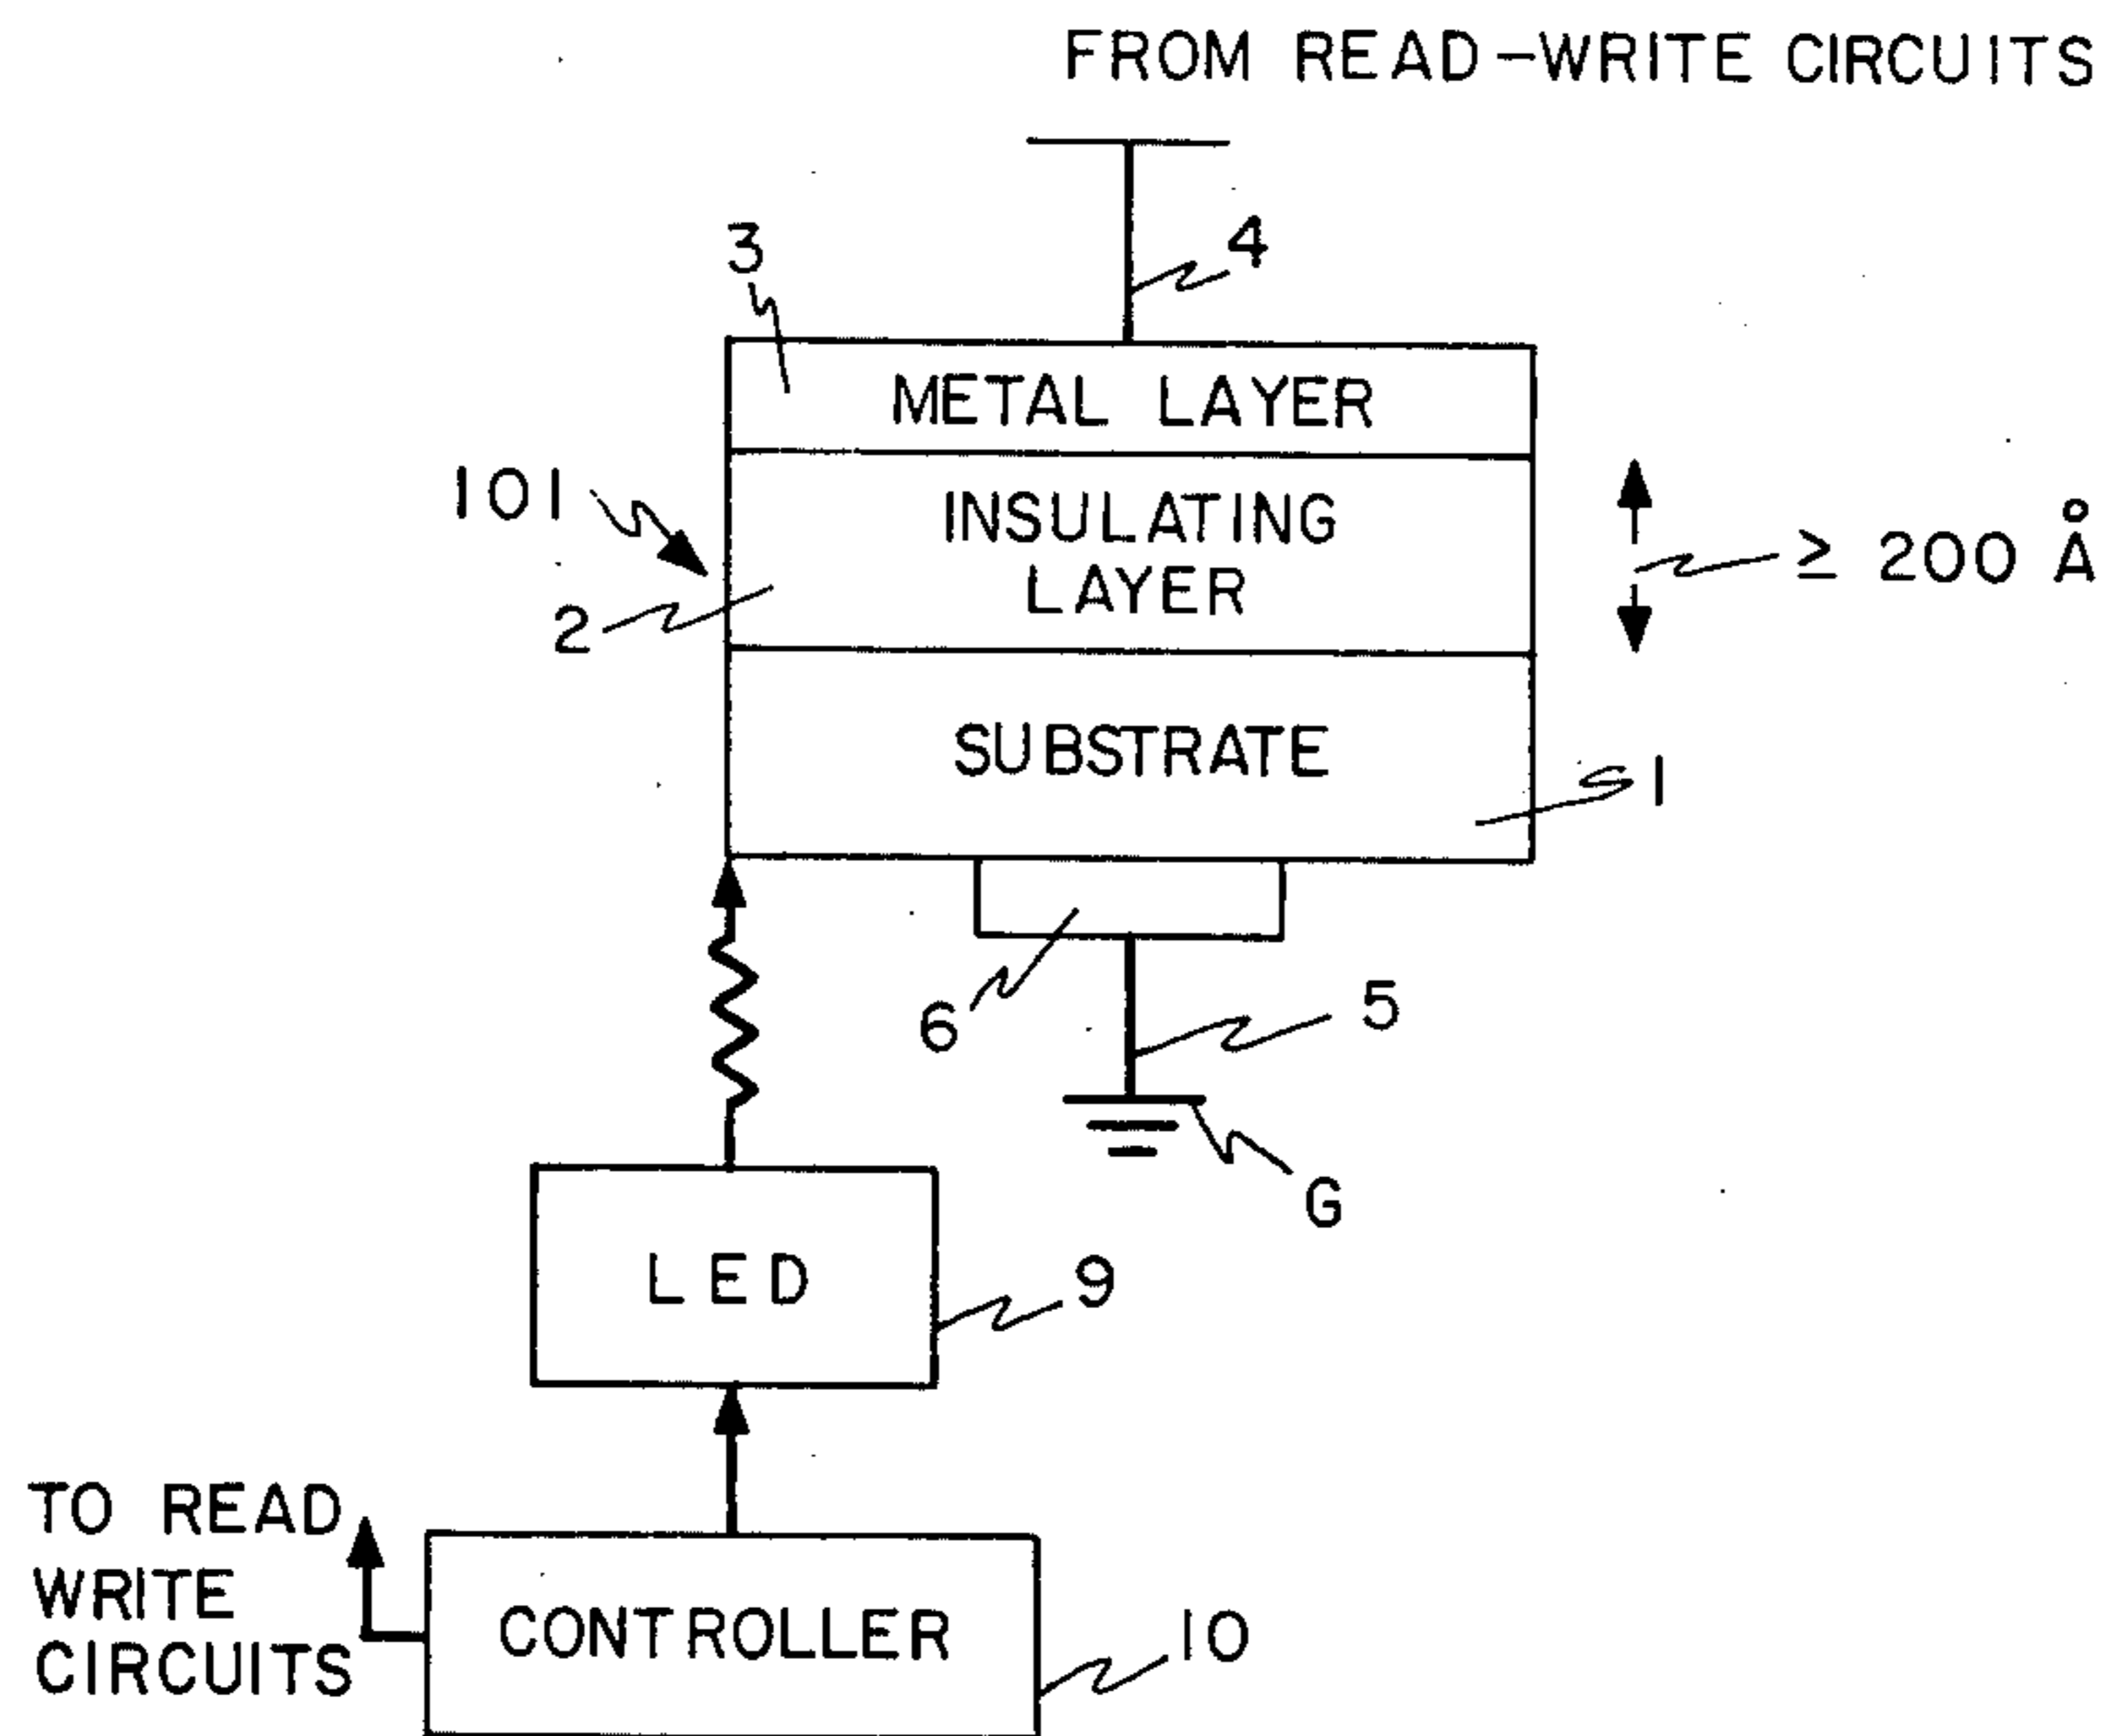 FROM READ-WRITE CIRCUITS
3
4
METAL LAYER
101
INSULATING
LAYER
≥ 200 Å
2
SUBSTRATE
1
6
5
G
LED
9
TO READ
WRITE
CIRCUITS
CONTROLLER
10